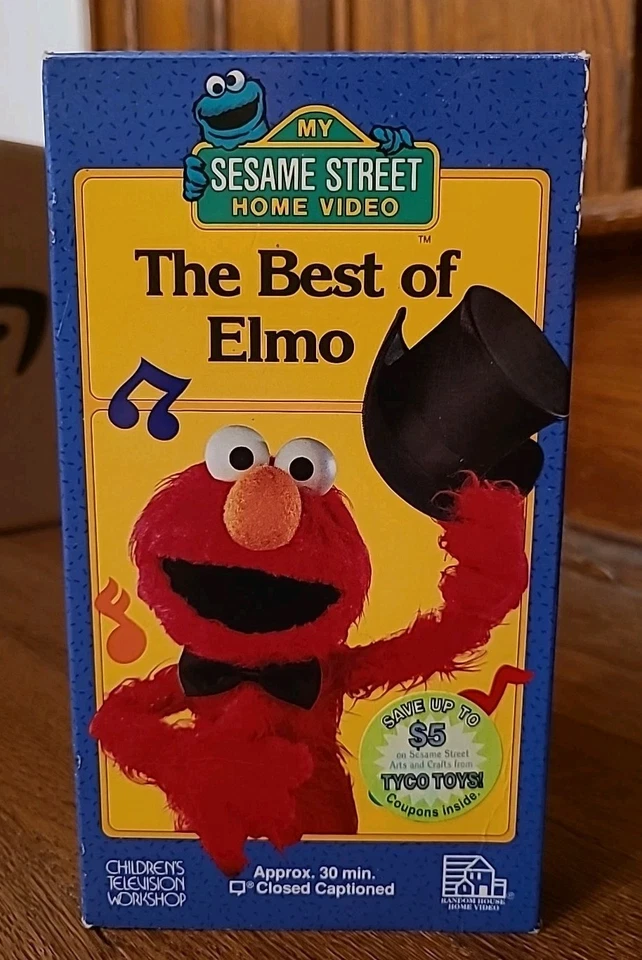 MY
SESAME STREET
HOME VIDEO
TM
The Best of
Elmo
SAVE UP TO
$5
on Sesame Street
Arts and Crafts from
TYCO TOYS!
Coupons inside.
CHILDREN'S
TELEVISION
WORKSHOP
Approx. 30 min.
® Closed Captioned
RANDOM HOUSE
HOME VIDEO
®